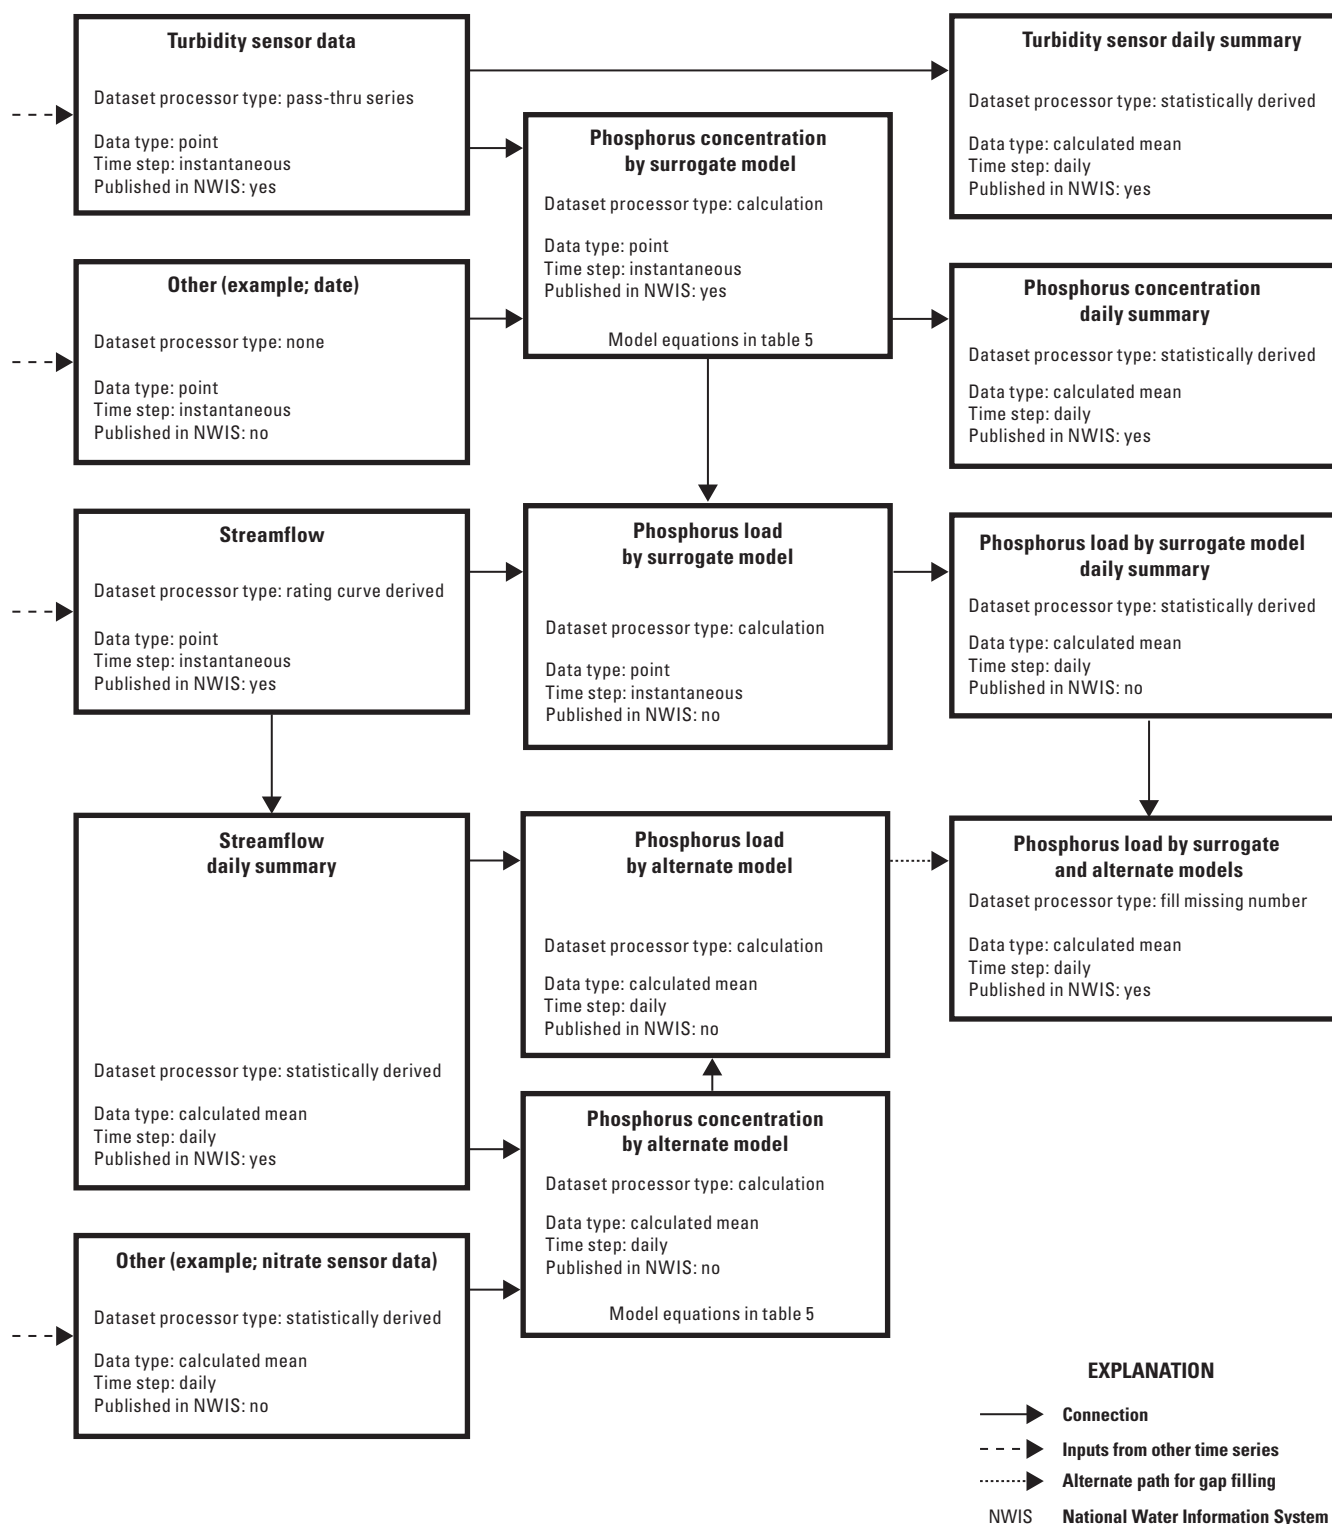 Turbidity sensor data
Dataset processor type: pass-thru series
Data type: point
Time step: instantaneous
Published in NWIS: yes
Turbidity sensor daily summary
Dataset processor type: statistically derived
Data type: calculated mean
Time step: daily
Published in NWIS: yes
Phosphorus concentration
by surrogate model
Dataset processor type: calculation
Data type: point
Time step: instantaneous
Published in NWIS: yes
Model equations in table 5
Other (example; date)
Dataset processor type: none
Data type: point
Time step: instantaneous
Published in NWIS: no
Phosphorus concentration
daily summary
Dataset processor type: statistically derived
Data type: calculated mean
Time step: daily
Published in NWIS: yes
Streamflow
Dataset processor type: rating curve derived
Data type: point
Time step: instantaneous
Published in NWIS: yes
Phosphorus load
by surrogate model
Dataset processor type: calculation
Data type: point
Time step: instantaneous
Published in NWIS: no
Phosphorus load by surrogate model
daily summary
Dataset processor type: statistically derived
Data type: calculated mean
Time step: daily
Published in NWIS: no
Streamflow
daily summary
Dataset processor type: statistically derived
Data type: calculated mean
Time step: daily
Published in NWIS: yes
Phosphorus load
by alternate model
Dataset processor type: calculation
Data type: calculated mean
Time step: daily
Published in NWIS: no
Phosphorus load by surrogate
and alternate models
Dataset processor type: fill missing number
Data type: calculated mean
Time step: daily
Published in NWIS: yes
Phosphorus concentration
by alternate model
Dataset processor type: calculation
Data type: calculated mean
Time step: daily
Published in NWIS: no
Model equations in table 5
Other (example; nitrate sensor data)
Dataset processor type: statistically derived
Data type: calculated mean
Time step: daily
Published in NWIS: no
EXPLANATION
Connection
Inputs from other time series
Alternate path for gap filling
NWIS National Water Information System